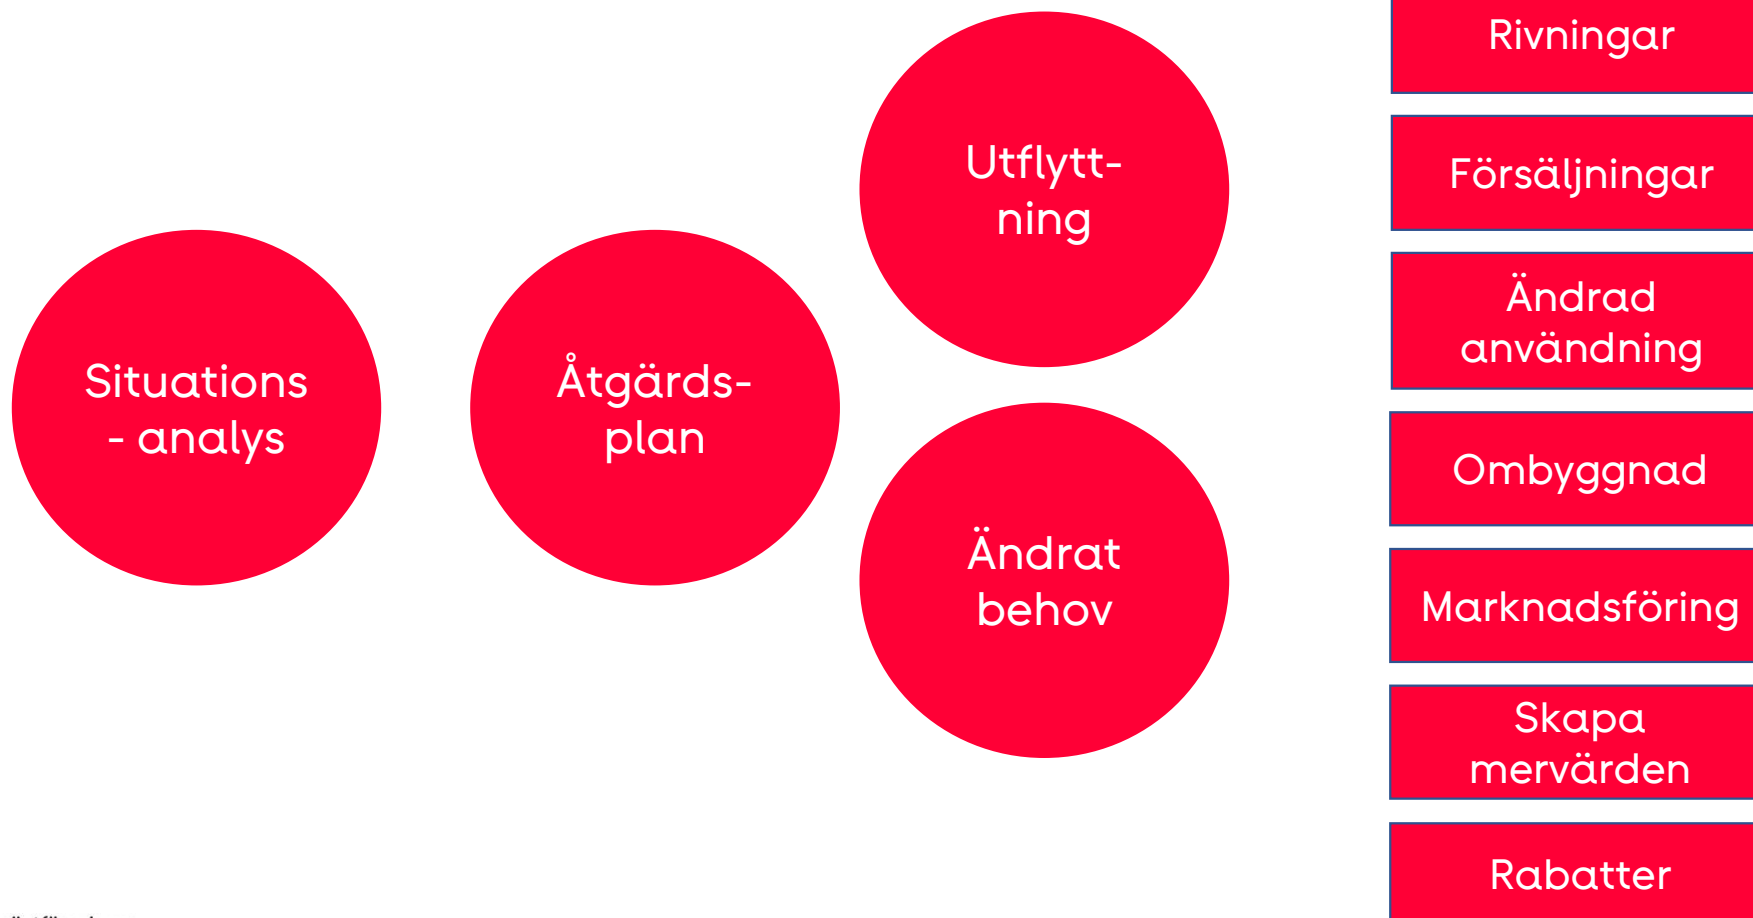 Situations
- analys
Åtgärds-
plan
Utflytt-
ning
Ändrat
behov
Rivningar
Försäljningar
Ändrad
användning
Ombyggnad
Marknadsföring
Skapa
mervärden
Rabatter